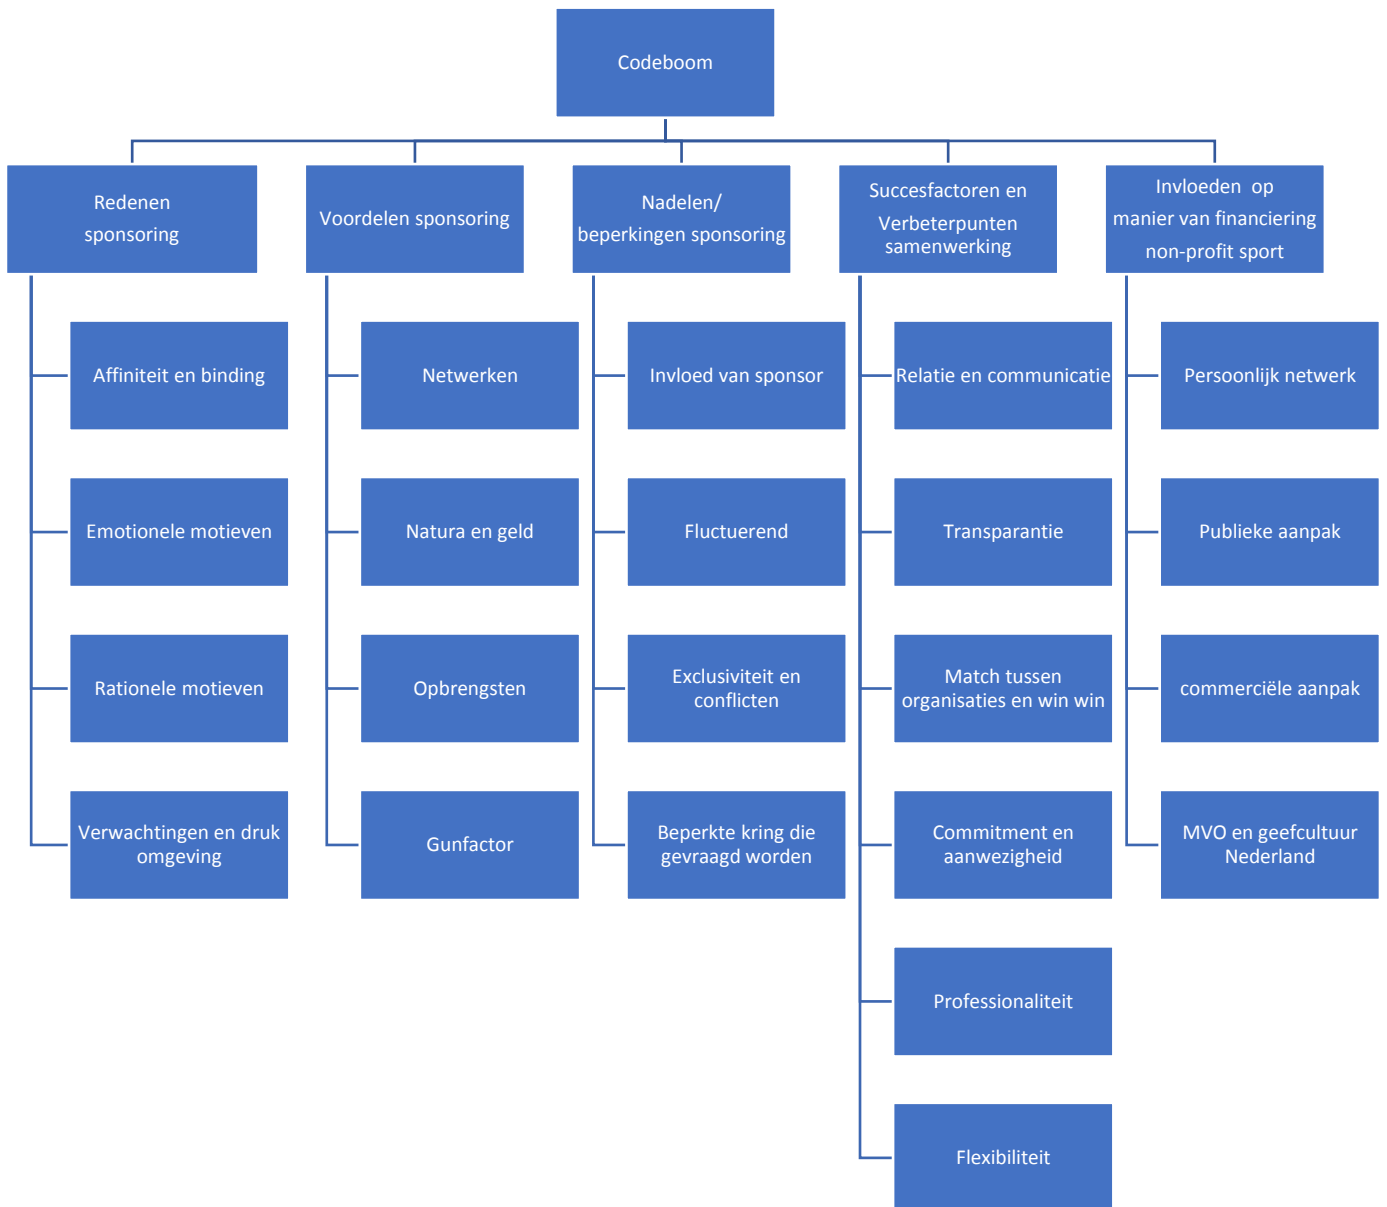 Codeboom
Redenen
sponsoring
Voordelen sponsoring
Nadelen/
beperkingen sponsoring
Succesfactoren en
Verbeterpunten
samenwerking
Invloeden op
manier van financiering
non-profit sport
Affiniteit en binding
Emotionele motieven
Rationele motieven
Verwachtingen en druk
omgeving
Netwerken
Natura en geld
Opbrengsten
Gunfactor
Invloed van sponsor
Fluctuerend
Exclusiviteit en
conflicten
Beperkte kring die
gevraagd worden
Relatie en communicatie
Transparantie
Match tussen
organisaties en win win
Commitment en
aanwezigheid
Professionaliteit
Flexibiliteit
Persoonlijk netwerk
Publieke aanpak
commerciële aanpak
MVO en geefcultuur
Nederland